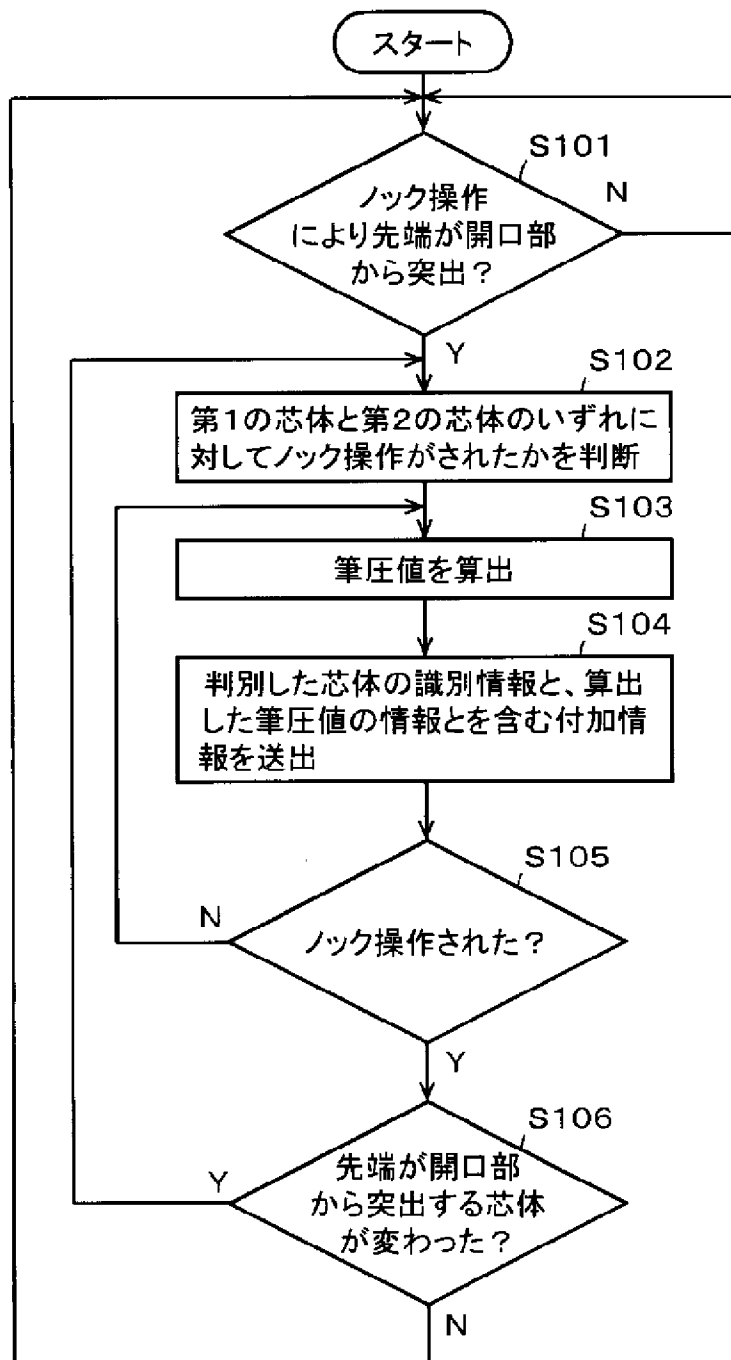 スタート
S101
ノック操作
により先端が開口部
から突出？
N
Y
S102
第1の芯体と第2の芯体のいずれに
対してノック操作がされたかを判断
S103
筆圧値を算出
S104
判別した芯体の識別情報と、算出
した筆圧値の情報とを含む付加情
報を送出
S105
N
ノック操作された？
Y
S106
Y
先端が開口部
から突出する芯体
が変わった？
N